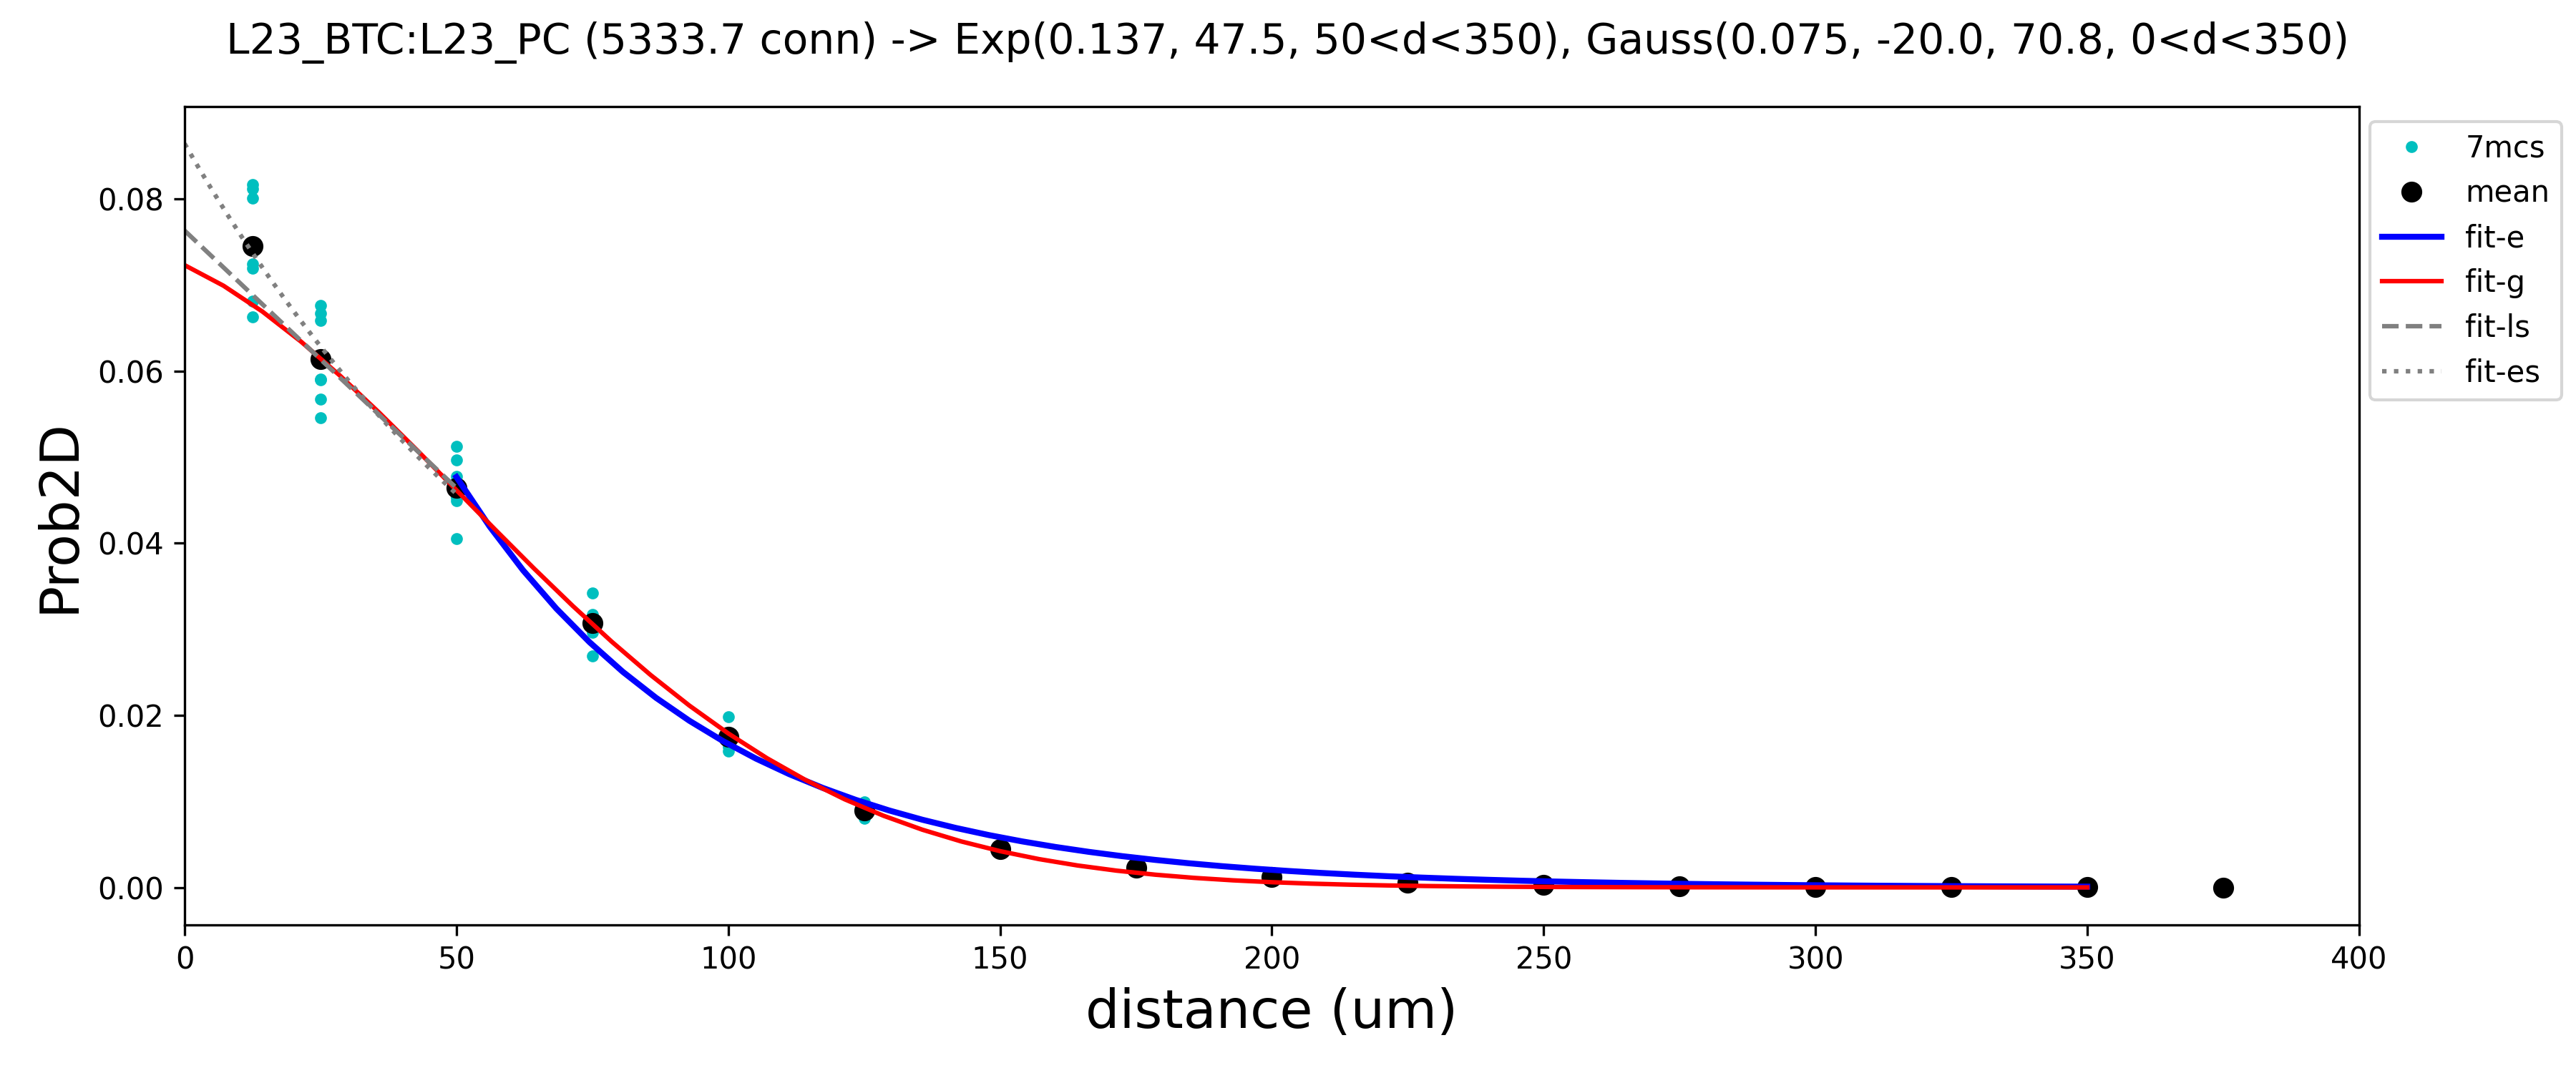 L23_BTC:L23_PC (5333.7 conn) -> Exp(0.137, 47.5, 50<d<350), Gauss(0.075, -20.0, 70.8, 0<d<350)
7mcs
mean
fit-e
fit-g
fit-ls
fit-es
Prob2D
0.08
0.06
0.04
0.02
0.00
0 50 100 150 200 250 300 350 400
distance (um)